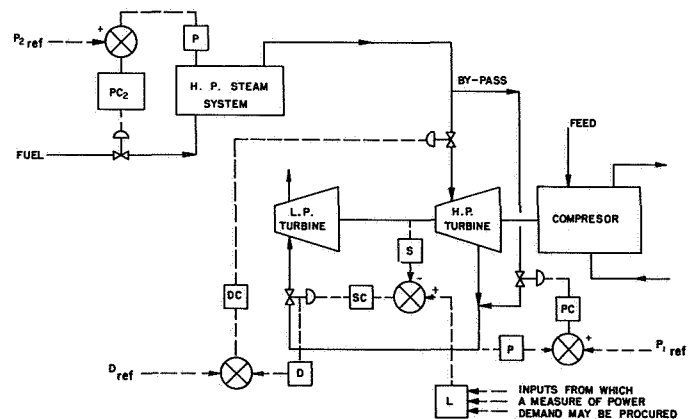 P2 ref
+
P
PC2
H. P. STEAM
SYSTEM
FUEL
BY-PASS
FEED
L.P.
TURBINE
H.P.
TURBINE
COMPRESOR
S
-
+
DC
SC
PC
+
P
P1 ref
D ref
D
L
INPUTS FROM WHICH
A MEASURE OF POWER
DEMAND MAY BE PROCURED